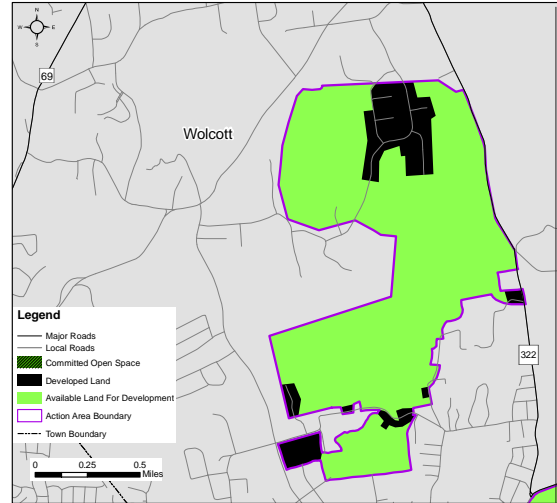 N
W E
S
69
Wolcott
Legend
Major Roads
Local Roads
Committed Open Space
Developed Land
Available Land For Development
Action Area Boundary
Town Boundary
322
0 0.25 0.5
Miles